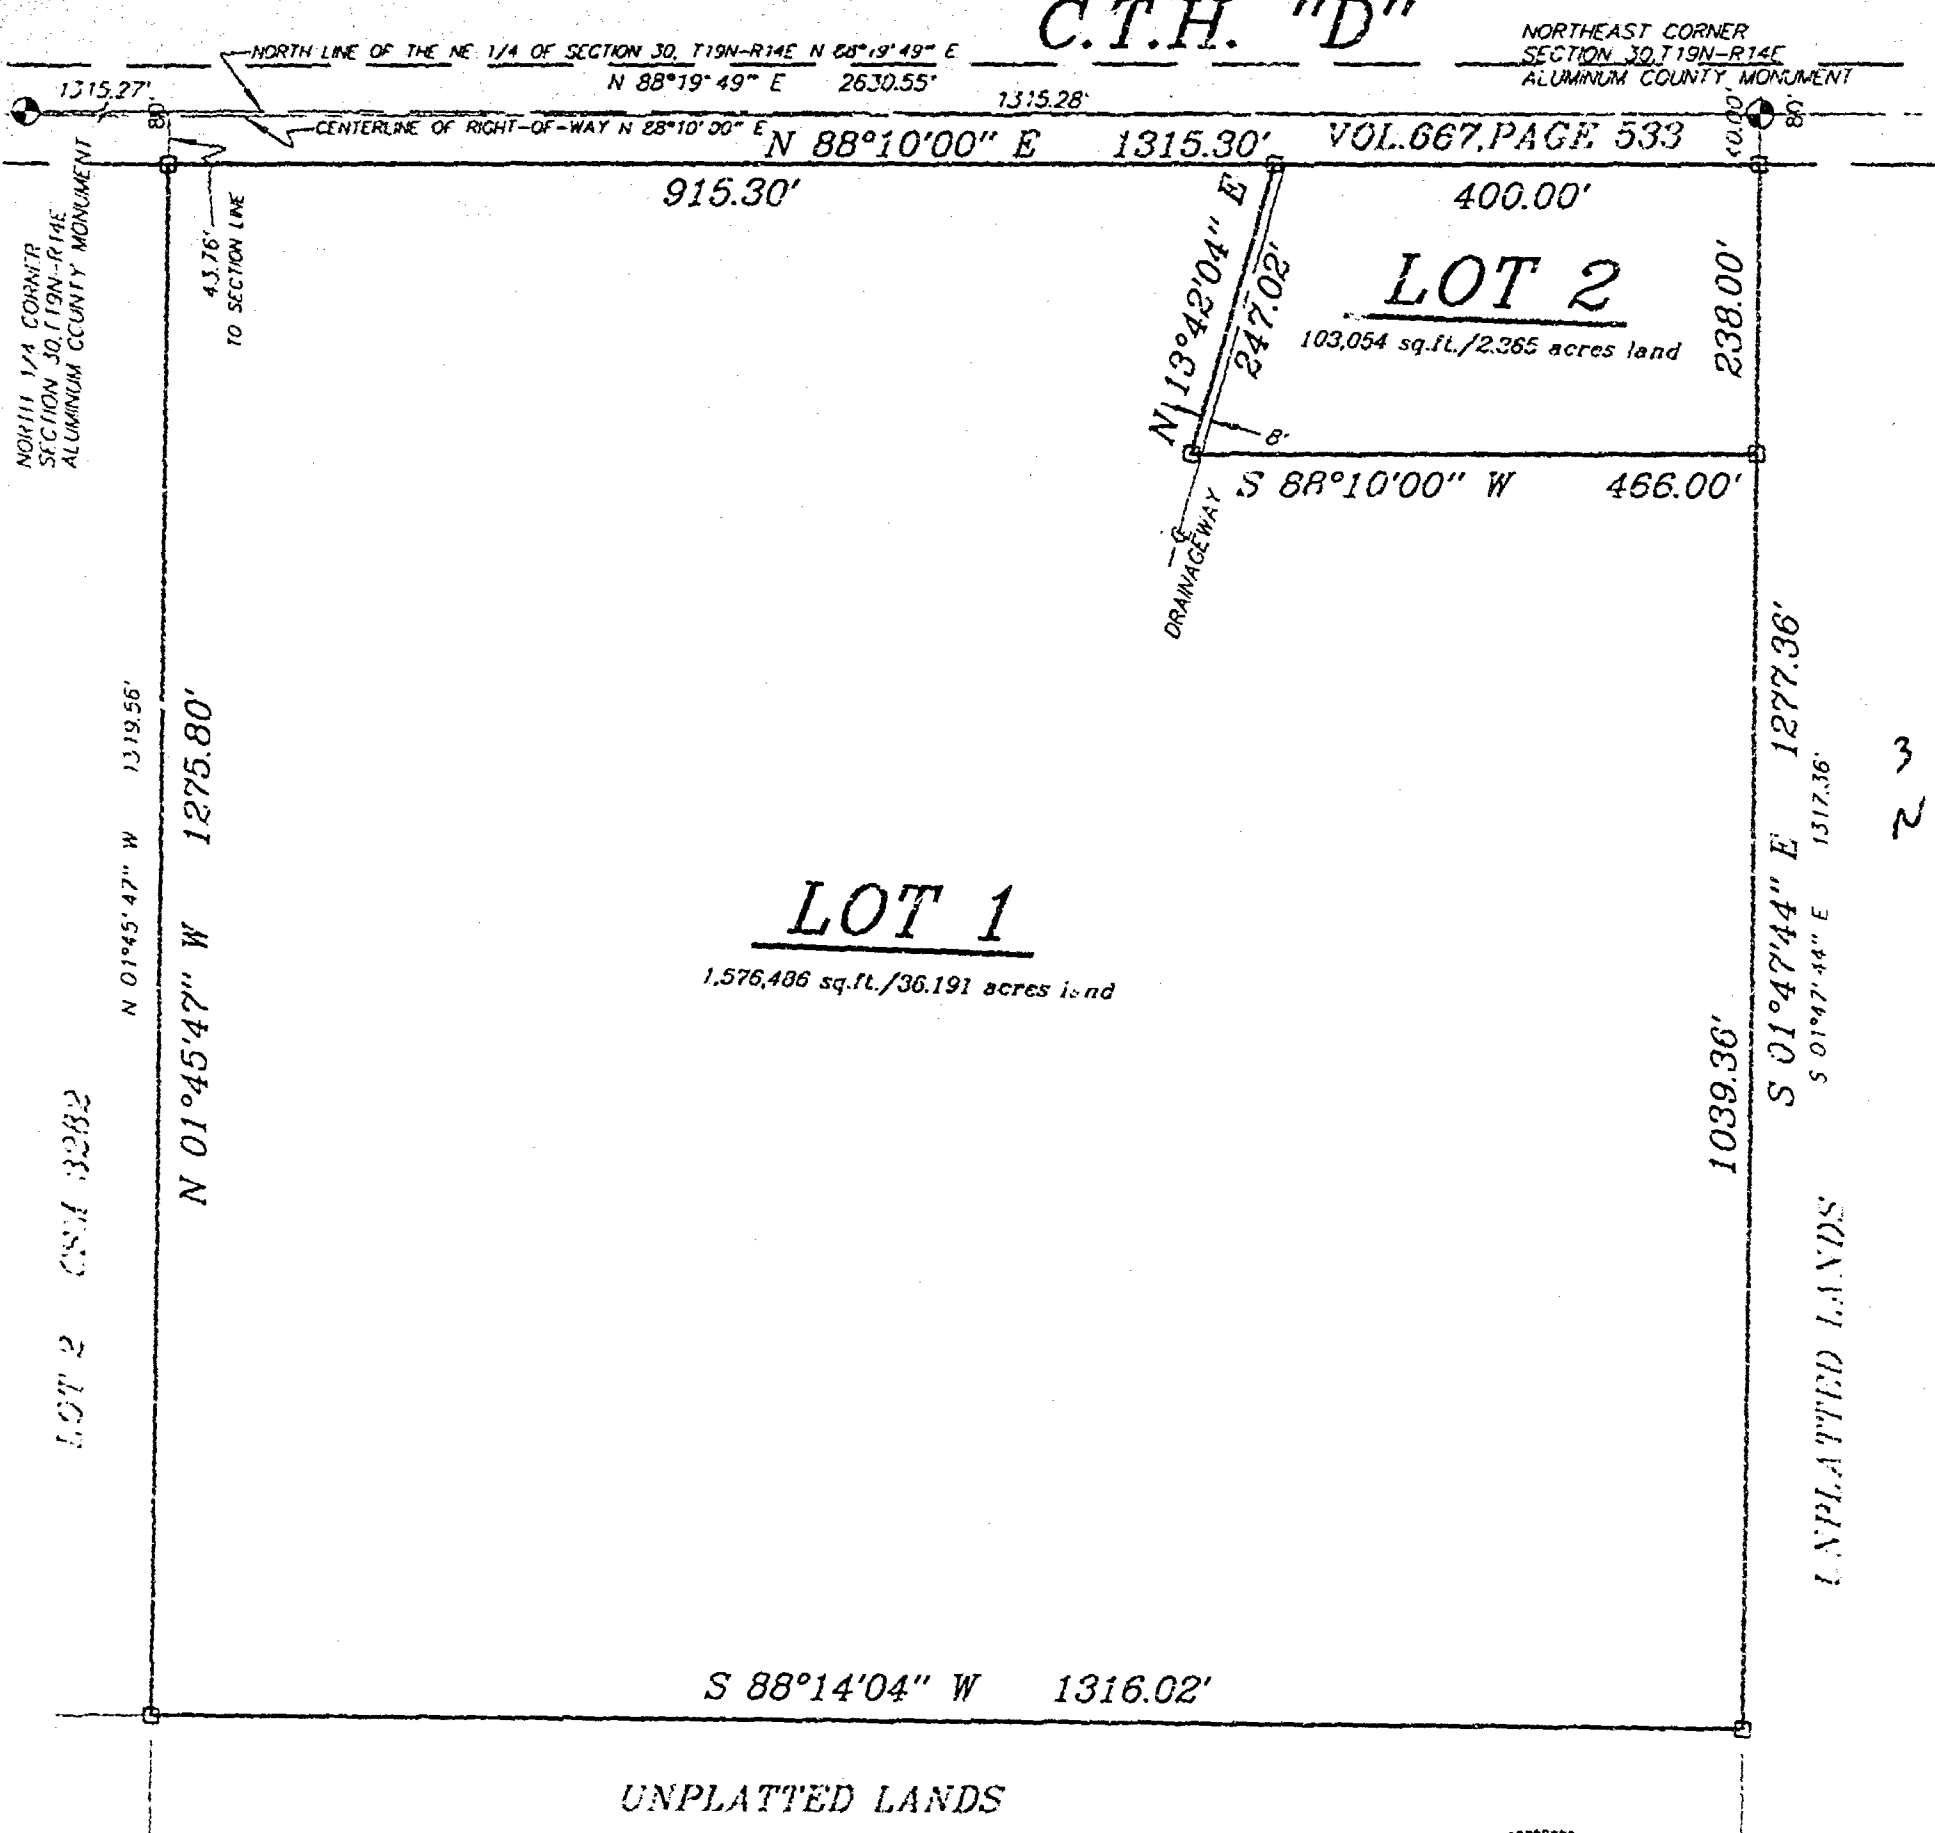 C.T.H. "D"
NORTHEAST CORNER
SECTION 30,T19N-R14E
ALUMINUM COUNTY MONUMENT
NORTH LINE OF THE NE 1/4 OF SECTION 30, T19N-R14E N 88°19'49" E
N 88°19'49" E 2630.55'
1315.27'
1315.28'
CENTERLINE OF RIGHT-OF-WAY N 88°10'00" E
N 88°10'00" E 1315.30'
VOL.667,PAGE 533
40.00'
80'
80'
915.30'
400.00'
43.76'
TO SECTION LINE
NORTH 1/4 CORNER
SECTION 30,T19N-R14E
ALUMINUM COUNTY MONUMENT
N 13°42'04" E
247.02'
LOT 2
103,054 sq.ft./2.365 acres land
238.00'
8'
S 88°10'00" W 466.00'
DRAINAGEWAY
N 01°45'47" W 1319.56'
N 01°45'47" W 1275.80'
S 01°47'44" E 1277.36'
S 01°47'44" E 1317.36'
3
2
LOT 1
1,576,486 sq.ft./36.191 acres land
1039.36'
LOT 2 CSM 3282
UNPLATTED LANDS
S 88°14'04" W 1316.02'
UNPLATTED LANDS